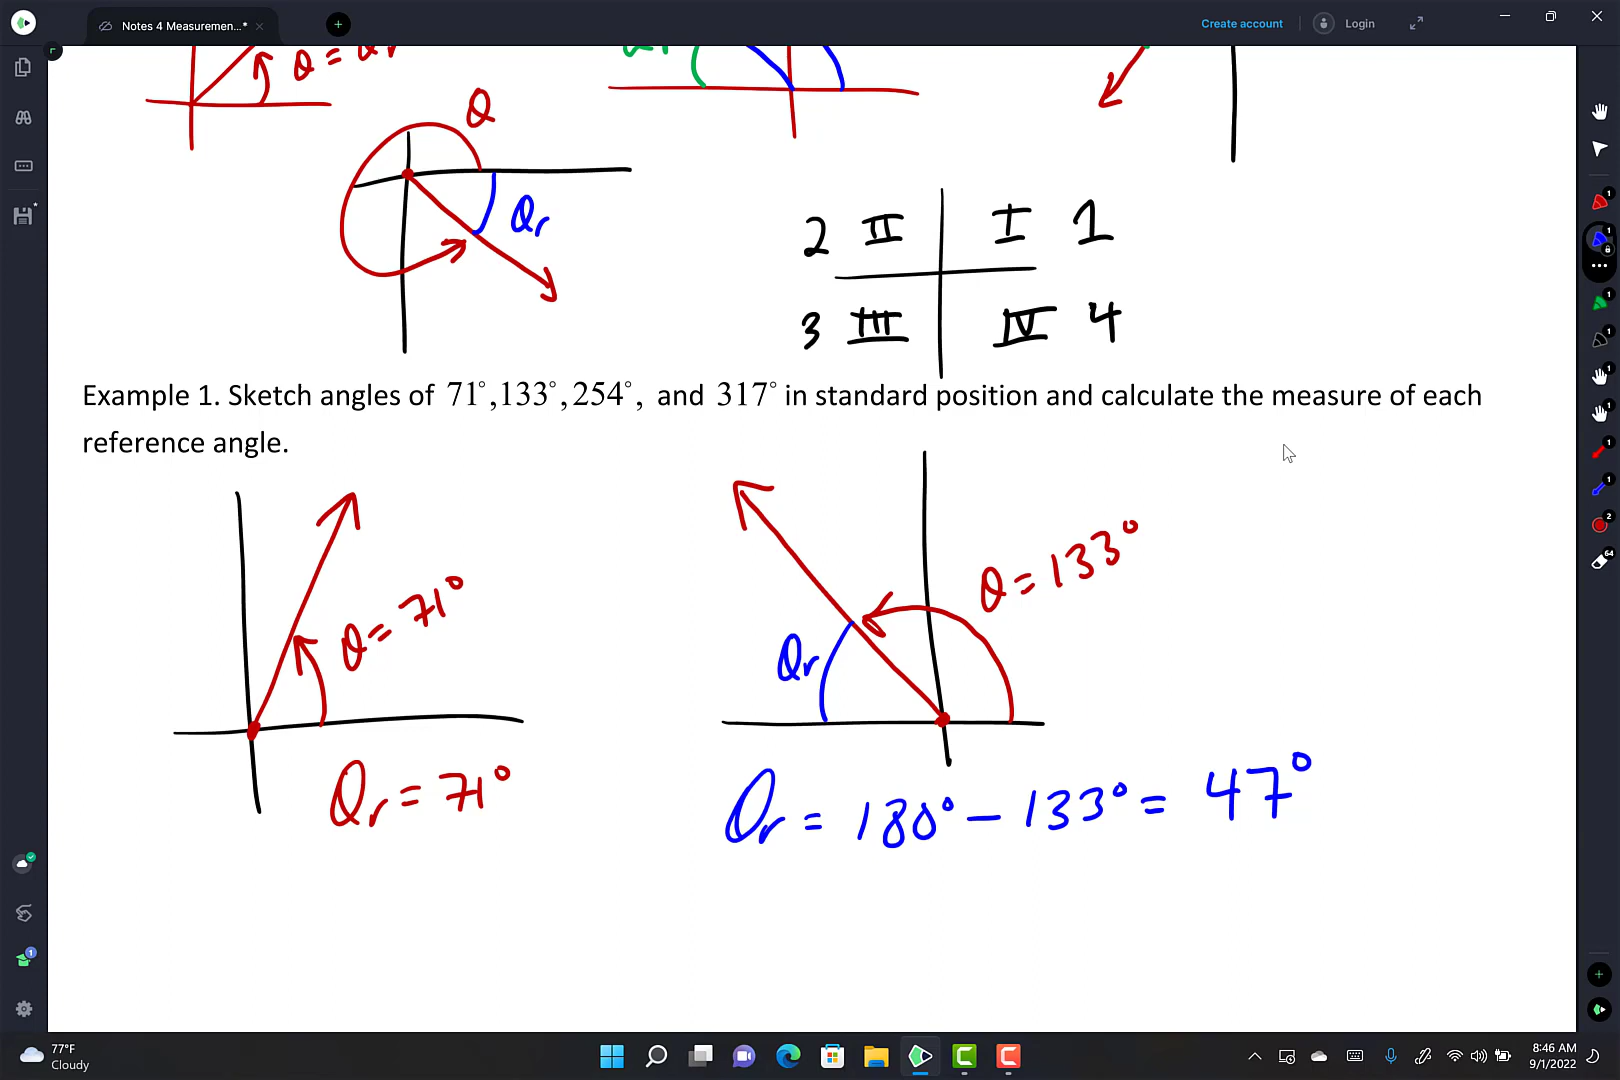 Notes 4 Measuremen...*
Create account
Login
θ = θr
θ
θr
2 II I 1
3 III IV 4
Example 1. Sketch angles of 71°,133°,254°, and 317° in standard position and calculate the measure of each
reference angle.
θ = 71°
θr = 71°
θ = 133°
θr
θr = 180° − 133° = 47°
77°F
Cloudy
8:46 AM
9/1/2022